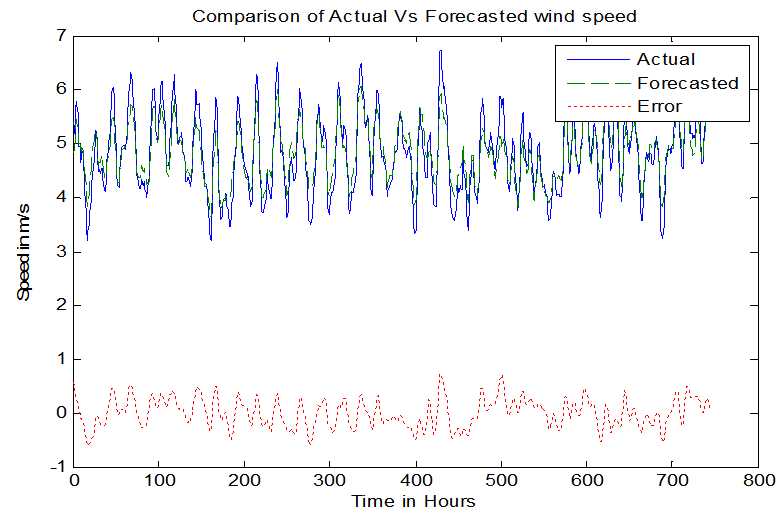 Comparison of Actual Vs Forecasted wind speed
7
6
5
4
3
2
1
0
-1
Speed in m/s
Actual
Forecasted
Error
0 100 200 300 400 500 600 700 800
Time in Hours